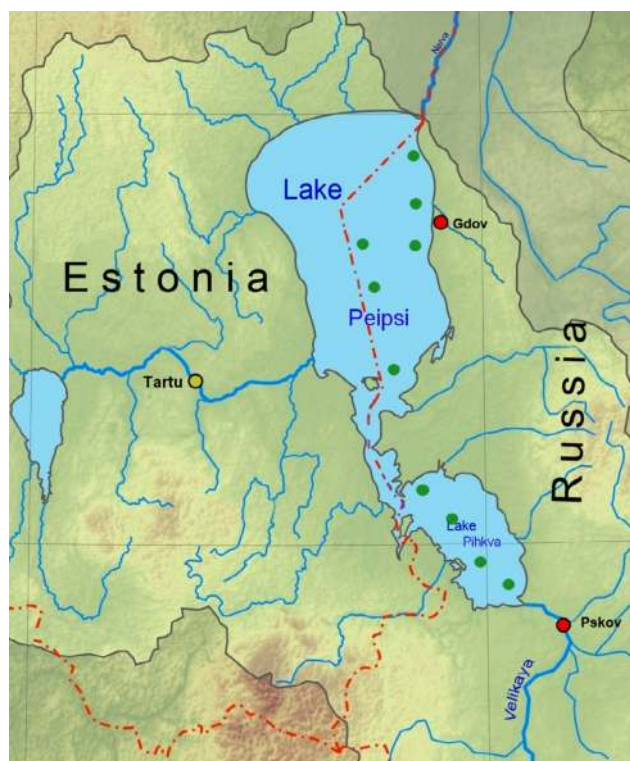 Narva
Lake
Gdov
Estonia
Peipsi
Russia
Tartu
Lake
Pihkva
Pskov
Velikaya